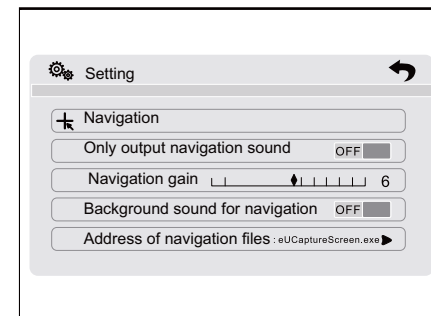 Setting
Navigation
Only output navigation sound OFF
Navigation gain 6
Background sound for navigation OFF
Address of navigation files : eUCaptureScreen.exe